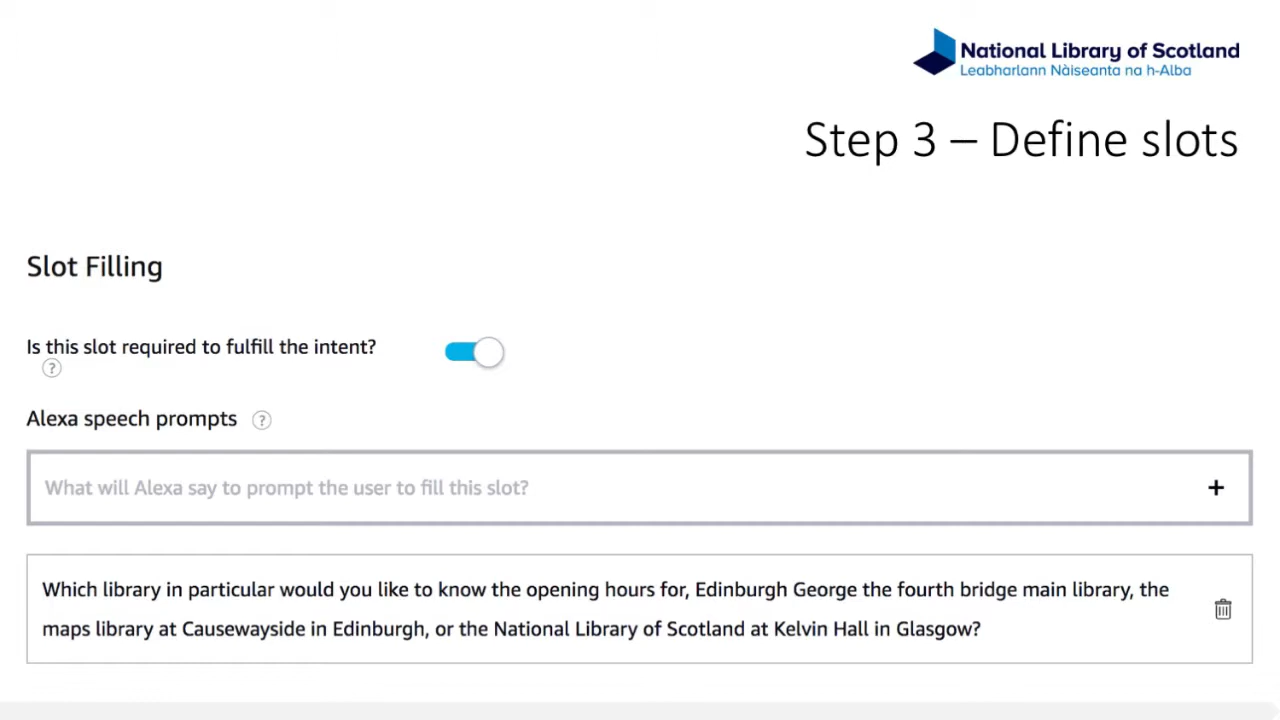 National Library of Scotland
Leabharlann Nàiseanta na h-Alba
Step 3 – Define slots
Slot Filling
Is this slot required to fulfill the intent?
?
Alexa speech prompts ?
What will Alexa say to prompt the user to fill this slot? +
Which library in particular would you like to know the opening hours for, Edinburgh George the fourth bridge main library, the
maps library at Causewayside in Edinburgh, or the National Library of Scotland at Kelvin Hall in Glasgow?